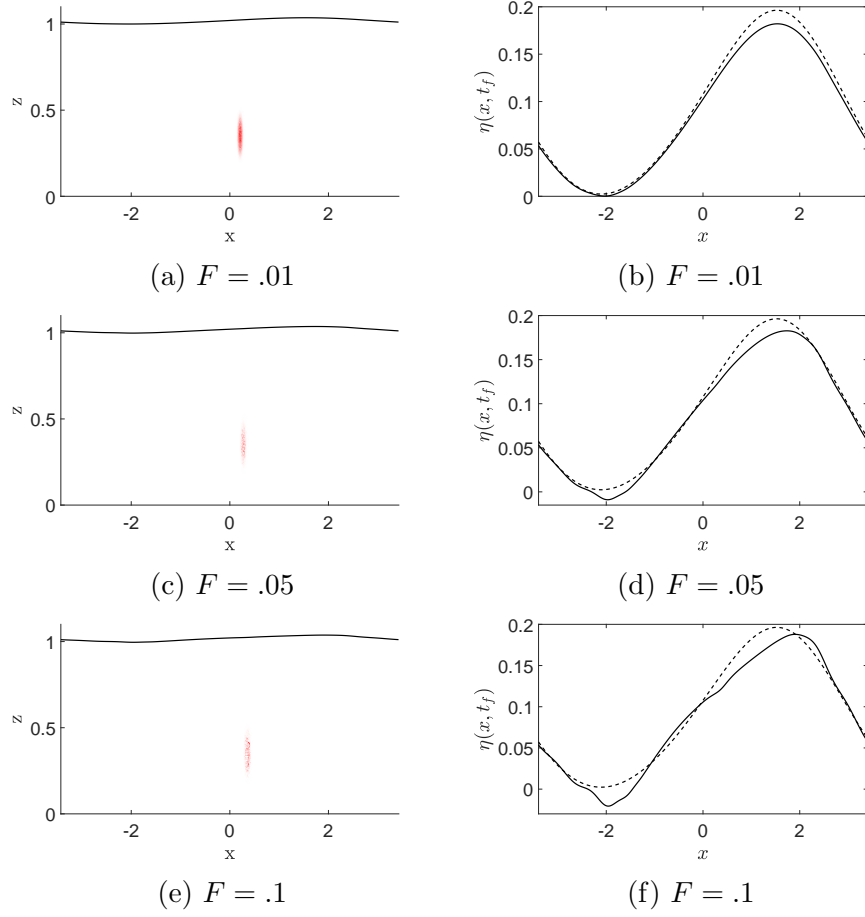 1
0.5
0
z
-2
0
2
x
(a) F = .01
0.2
0.15
0.1
0.05
0
η(x, t_f)
-2
0
2
x
(b) F = .01
1
0.5
0
z
-2
0
2
x
(c) F = .05
0.2
0.15
0.1
0.05
0
η(x, t_f)
-2
0
2
x
(d) F = .05
1
0.5
0
z
-2
0
2
x
(e) F = .1
0.2
0.15
0.1
0.05
0
η(x, t_f)
-2
0
2
x
(f) F = .1